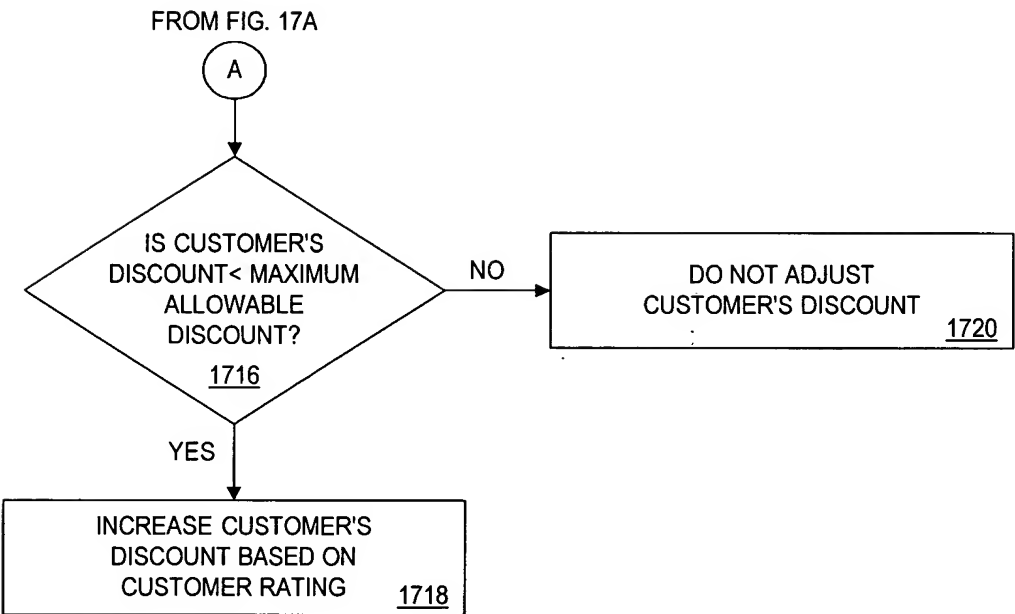 FROM FIG. 17A
A
IS CUSTOMER'S
DISCOUNT< MAXIMUM
ALLOWABLE
DISCOUNT?
1716
NO
DO NOT ADJUST
CUSTOMER'S DISCOUNT
1720
YES
INCREASE CUSTOMER'S
DISCOUNT BASED ON
CUSTOMER RATING
1718